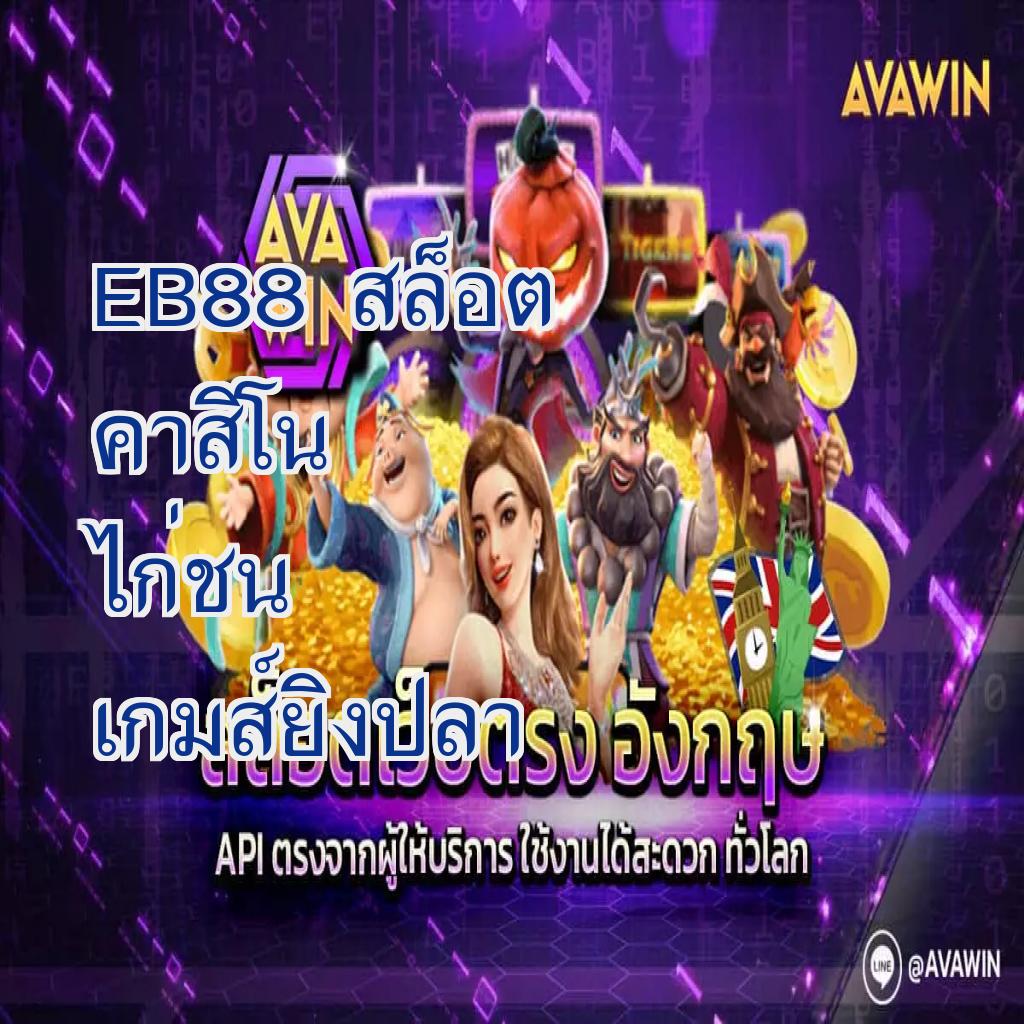 AVAWIN
AVA
WIN
TIGERS
EB88 สล็อต
คาสิโน
ไก่ชน
เกมส์ยิงปลา
ตรง อังกฤษ
API ตรงจากผู้ให้บริการ ใช้งานได้สะดวก ทั่วโลก
LINE @AVAWIN